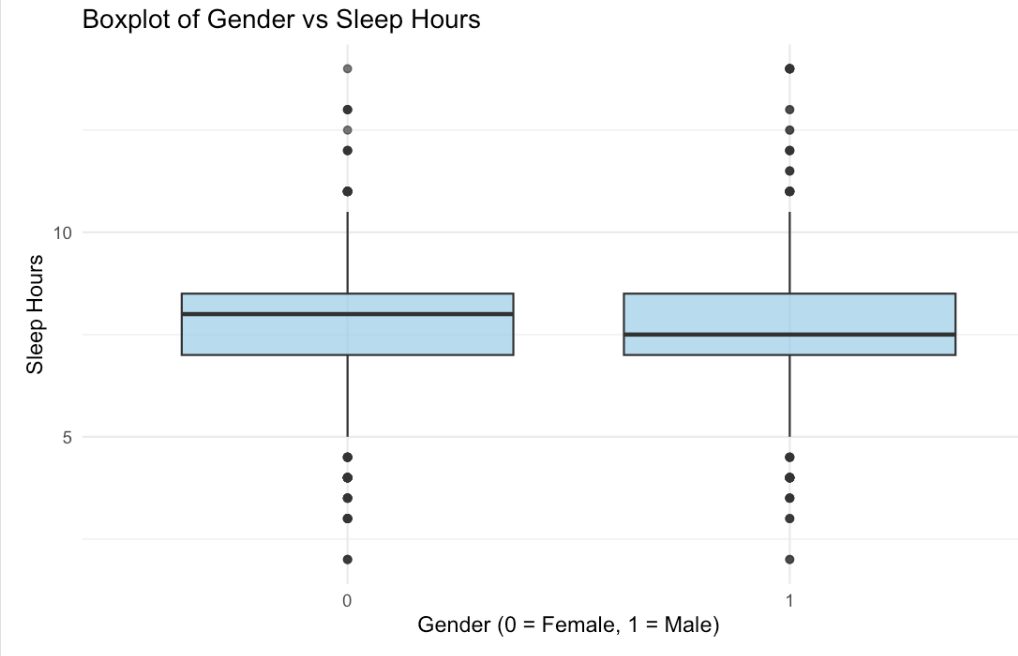 Boxplot of Gender vs Sleep Hours
10
5
Sleep Hours
0
1
Gender (0 = Female, 1 = Male)